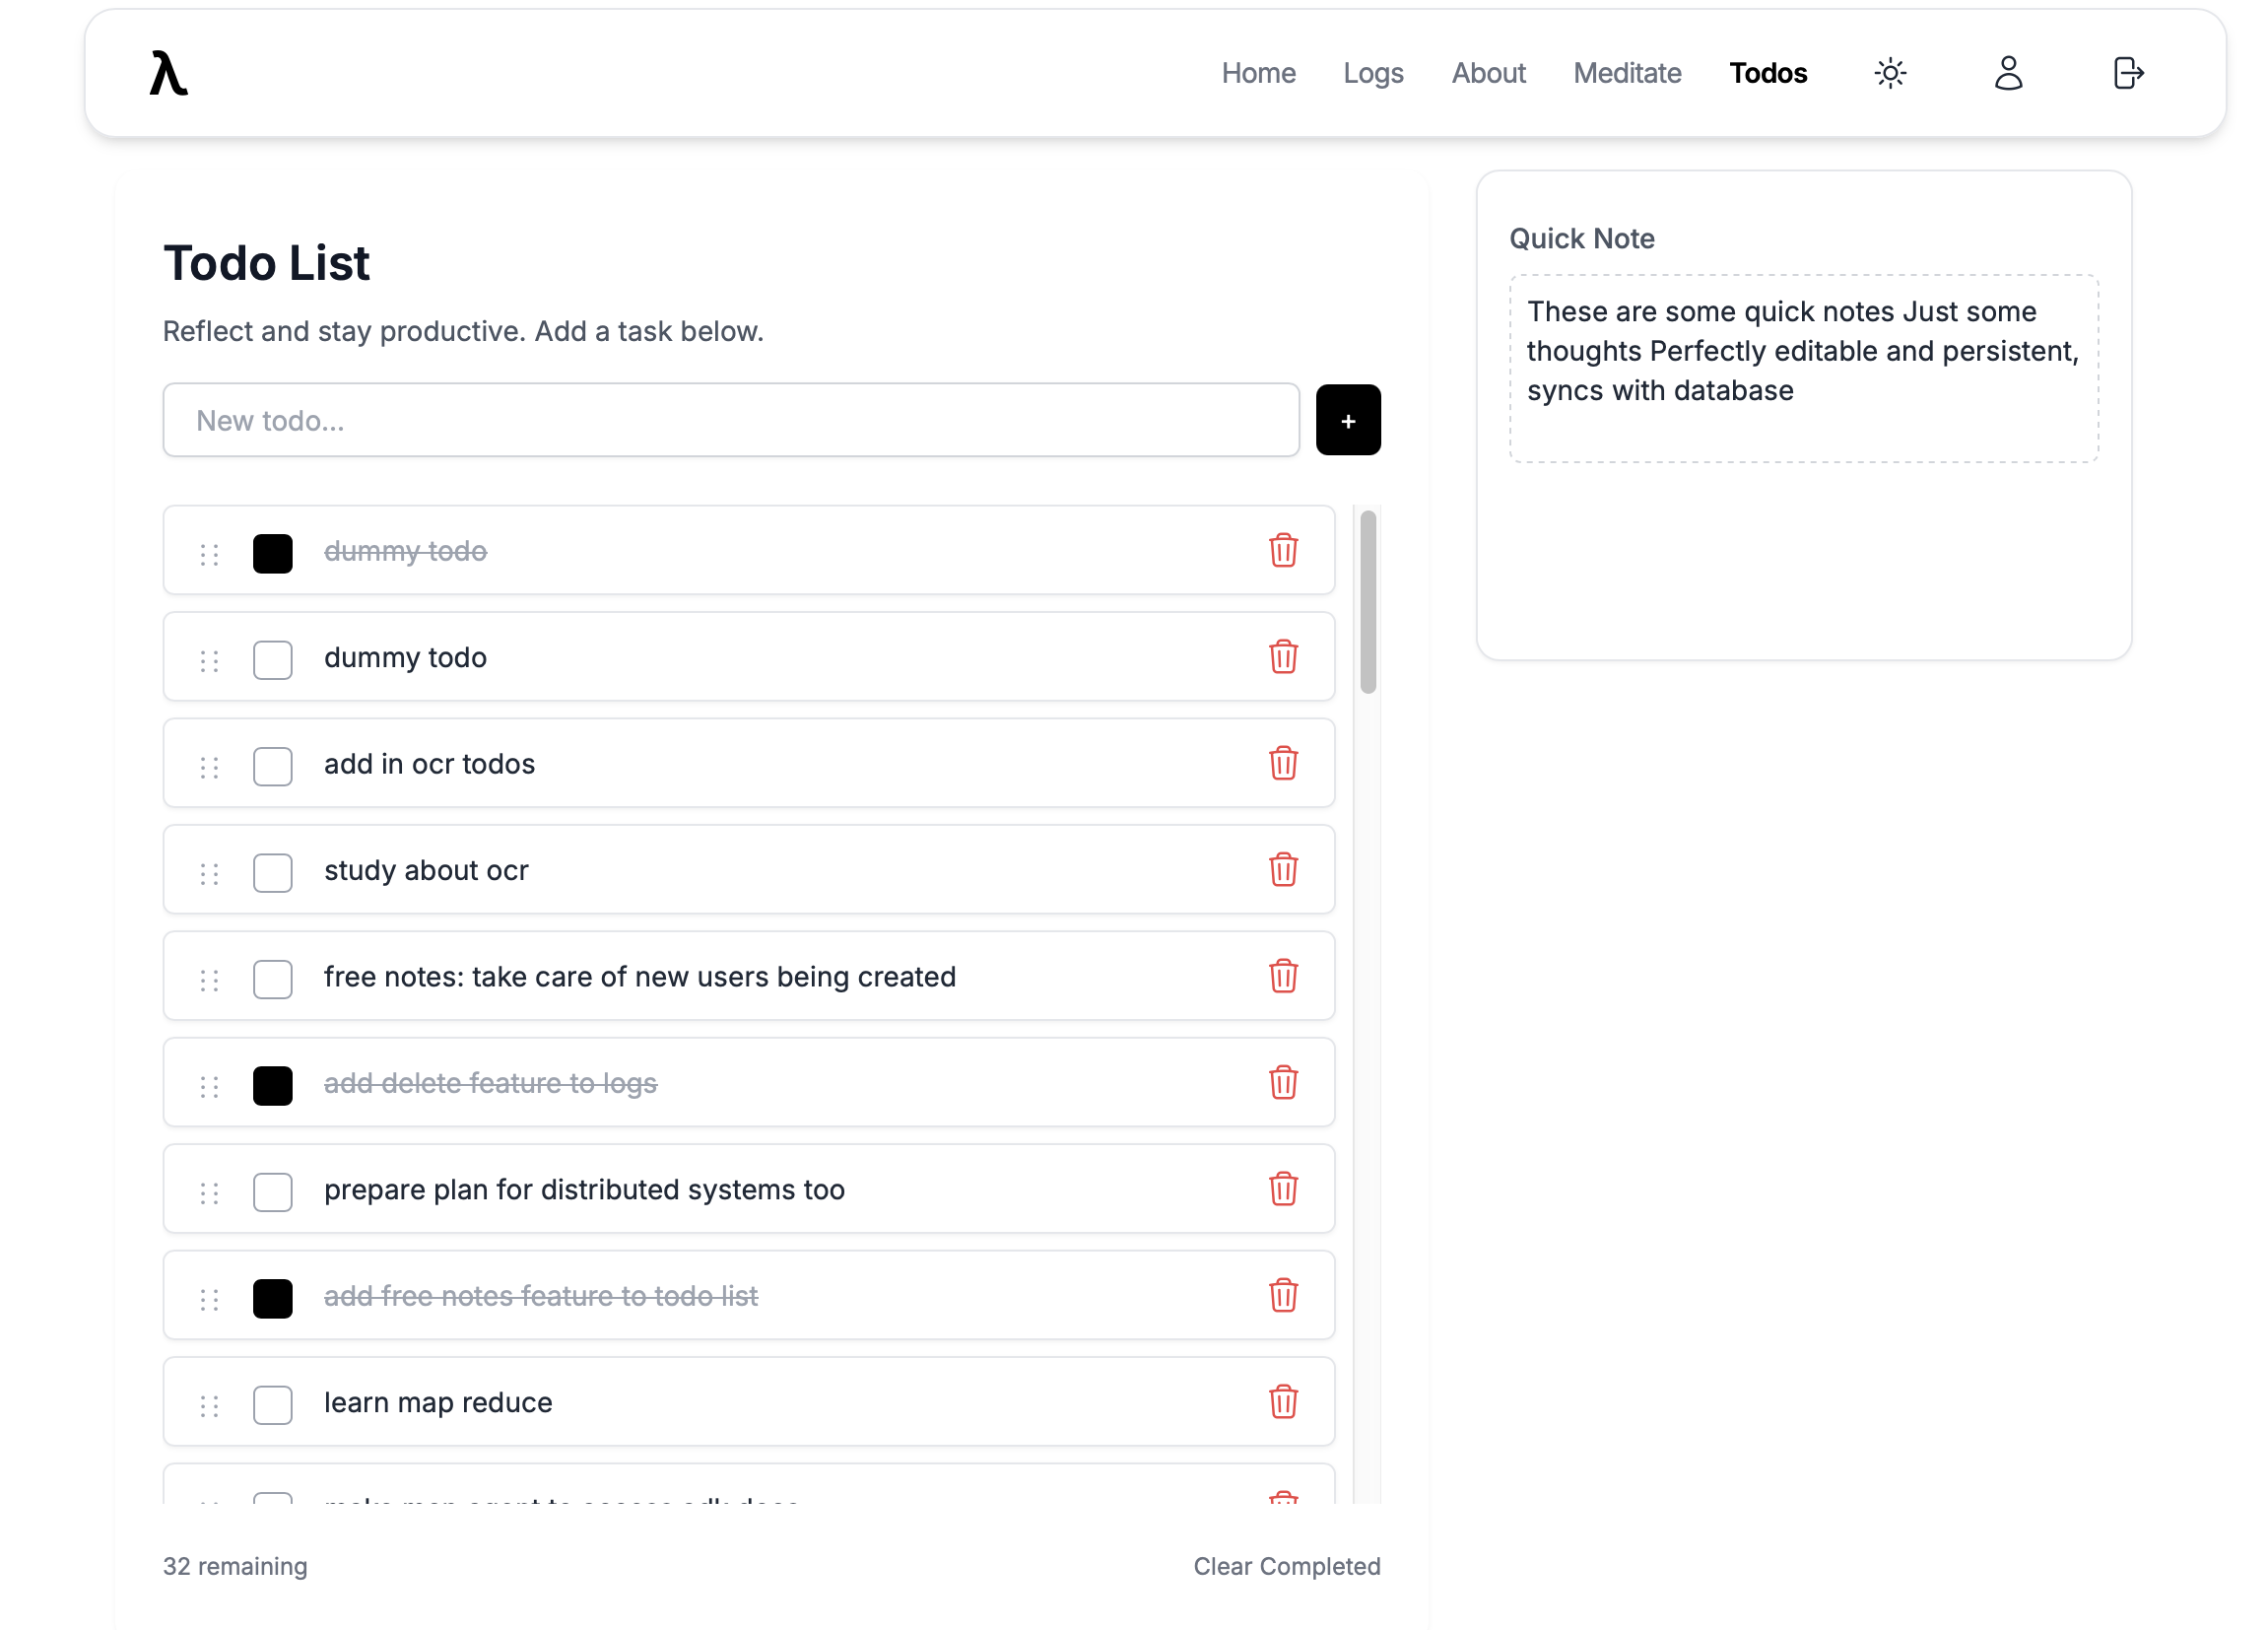 λ
Home Logs About Meditate Todos
Todo List
Reflect and stay productive. Add a task below.
New todo...
+
dummy todo
dummy todo
add in ocr todos
study about ocr
free notes: take care of new users being created
add delete feature to logs
prepare plan for distributed systems too
add free notes feature to todo list
learn map reduce
32 remaining
Clear Completed
Quick Note
These are some quick notes Just some
thoughts Perfectly editable and persistent,
syncs with database